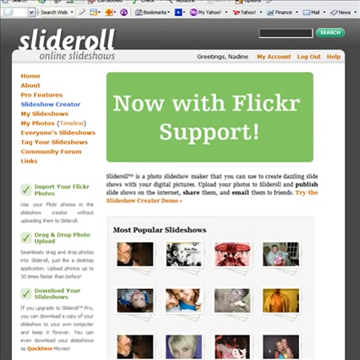 Search Web
Bookmarks
My Yahoo!
Yahoo!
Finance
slideroll
online slideshows
SEARCH
Greetings, Nadine
My Account
Log Out
Help
Home
About
Pro Features
Slideshow Creator
My Slideshows
My Photos {Timeline}
Everyone's Slideshows
Tag Your Slideshows
Community Forum
Links
Now with Flickr
Support!
Slideroll™ is a photo slideshow maker that you can use to create dazzling slide
shows with your digital pictures. Upload your photos to Slideroll and publish
slide shows on the internet, share them, and email them to friends. Try the
Slideshow Creator Demo »
Import Your Flickr
Photos
Use your Flickr photos in the
slideshow creator without
uploading them to Slideroll.
Drag & Drop Photo
Upload
Seamlessly drag and drop photos
into Slideroll, just like a desktop
application. Upload photos up to
50 times faster than before!
Download Your
Slideshows
If you upgrade to Slideroll™ Pro,
you can download a copy of your
slideshow to your own computer
and keep it forever. You can
even download your slideshows
as Quicktime Movies!
Most Popular Slideshows